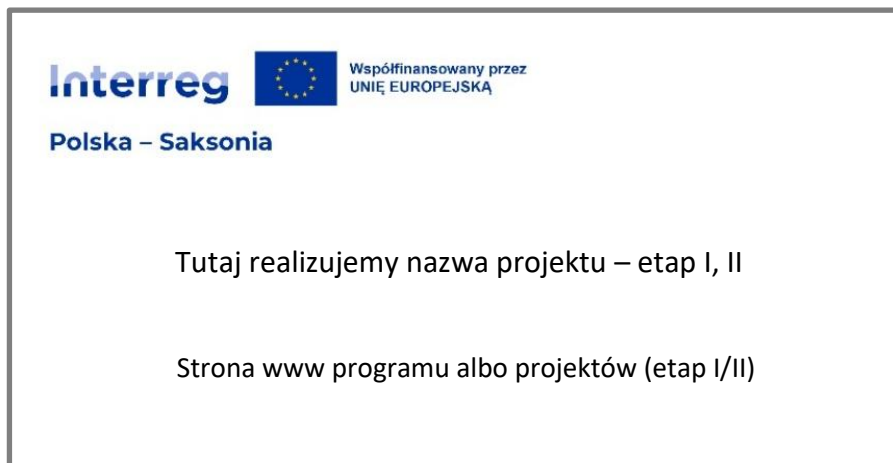 Interreg
Współfinansowany przez
UNIĘ EUROPEJSKĄ
Polska – Saksonia
Tutaj realizujemy nazwa projektu – etap I, II
Strona www programu albo projektów (etap I/II)